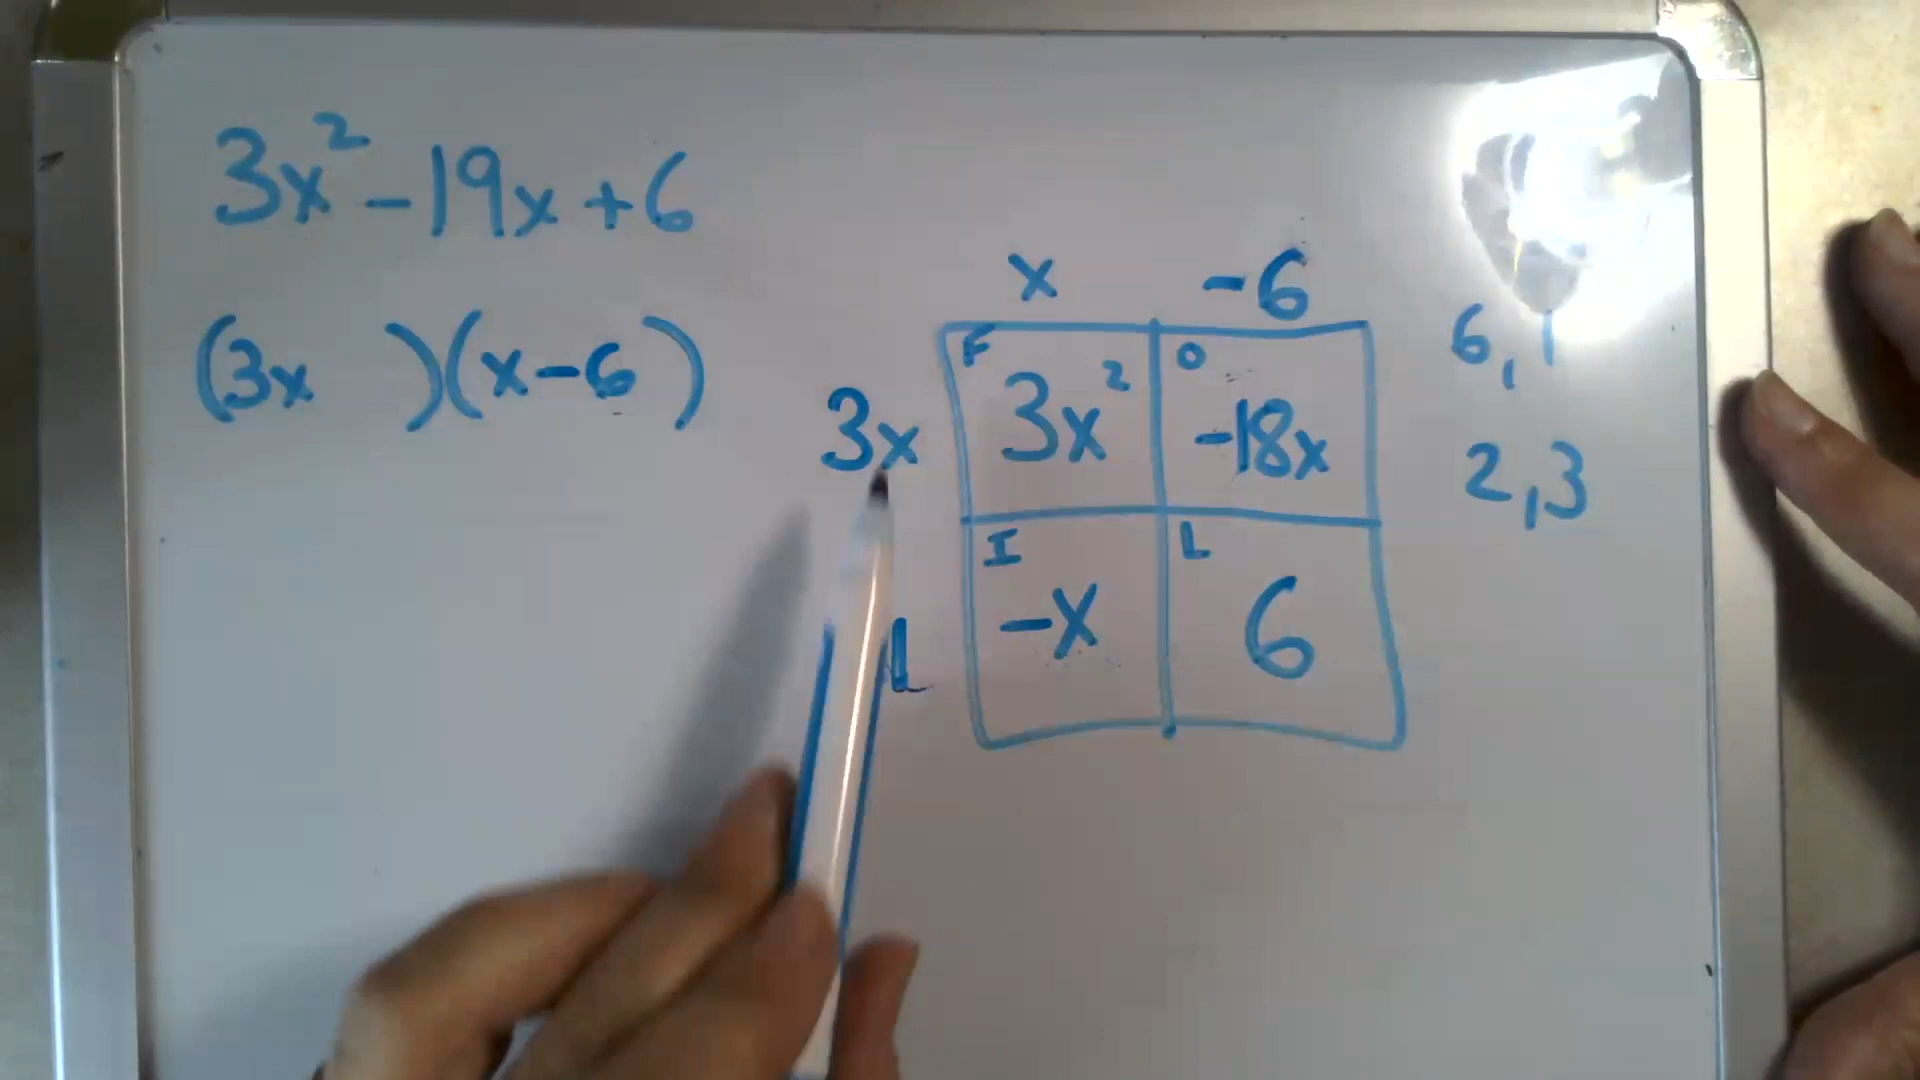 3x² -19x +6
(3x )(x-6 )
x -6
3x
F 3x² O -18x
I -x L 6
6,1
2,3